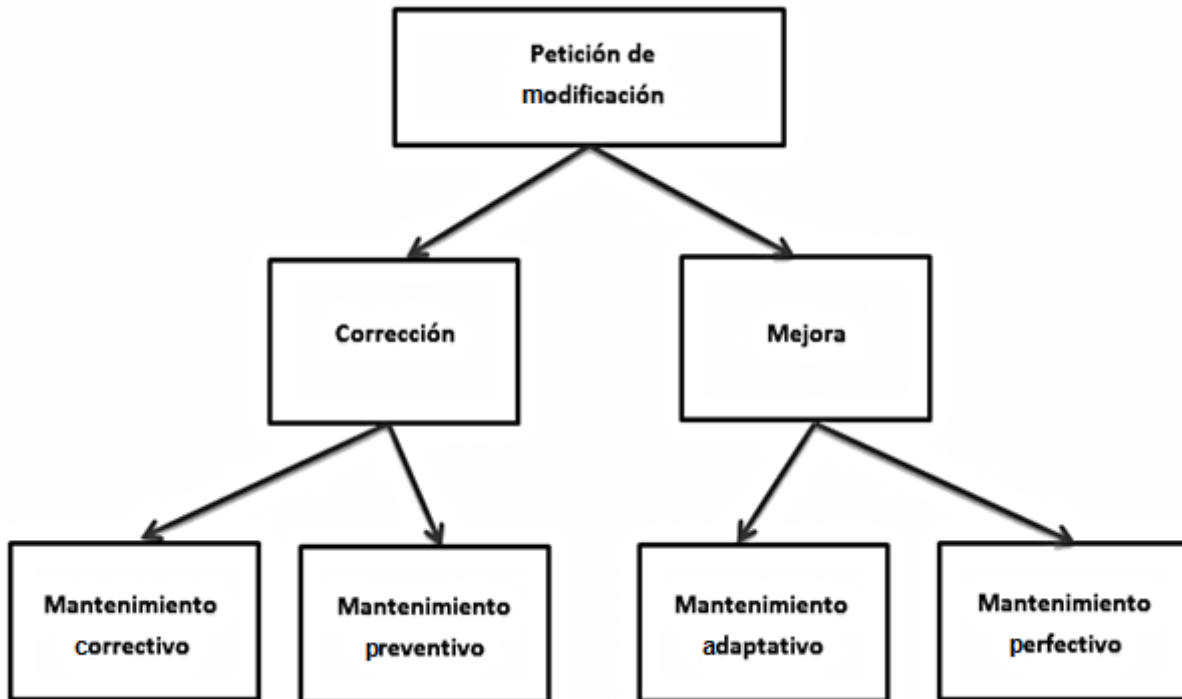 Petición de
modificación
Corrección
Mejora
Mantenimiento
correctivo
Mantenimiento
preventivo
Mantenimiento
adaptativo
Mantenimiento
perfectivo